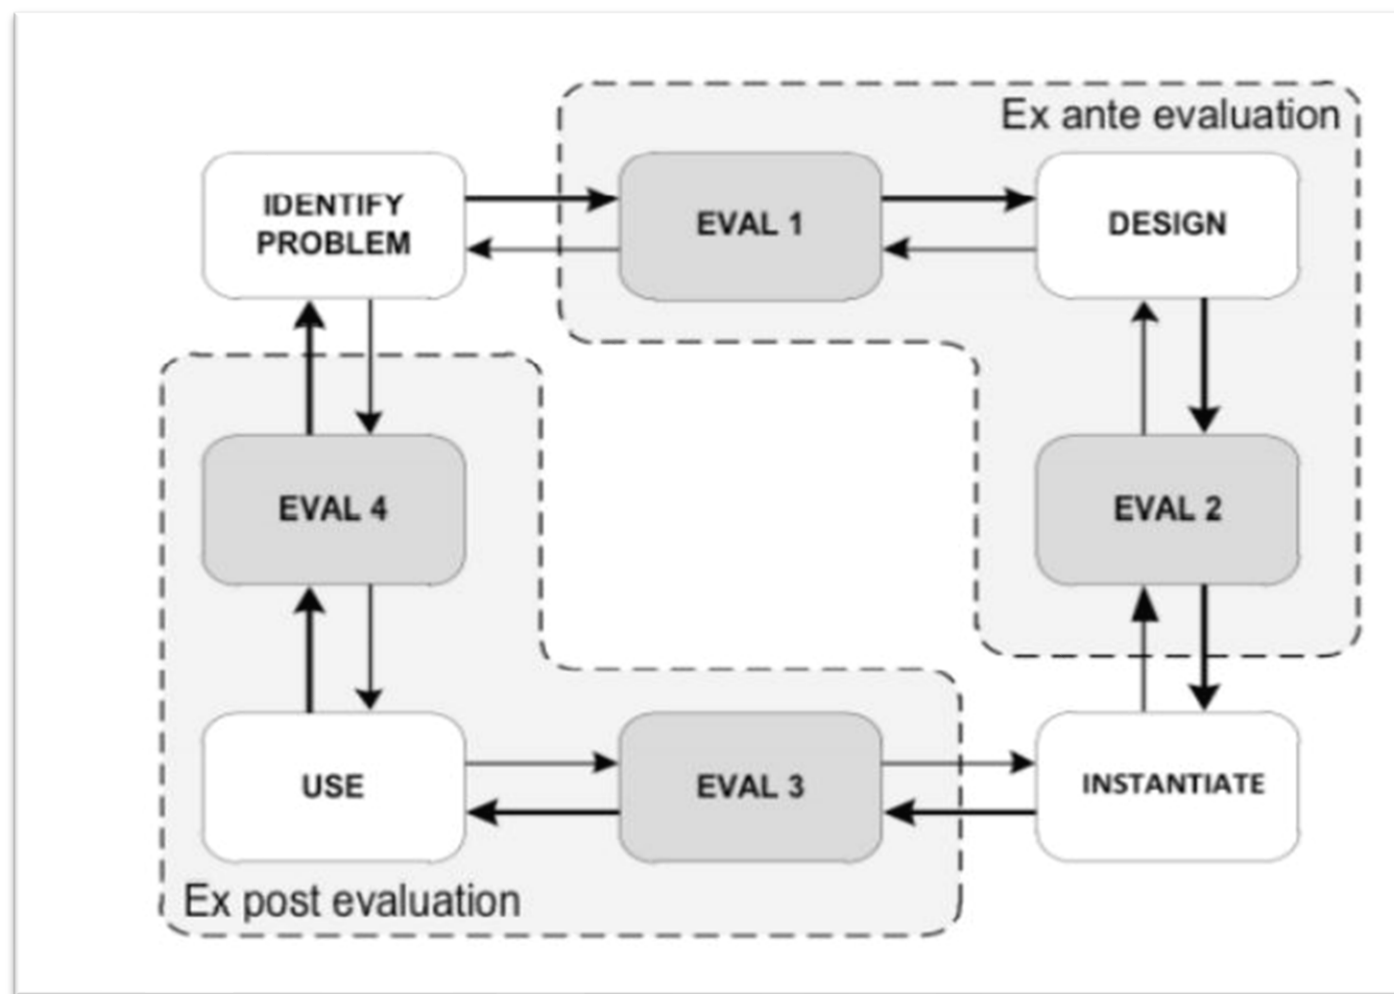 Ex ante evaluation
IDENTIFY
PROBLEM
EVAL 1
DESIGN
EVAL 4
EVAL 2
USE
EVAL 3
INSTANTIATE
Ex post evaluation